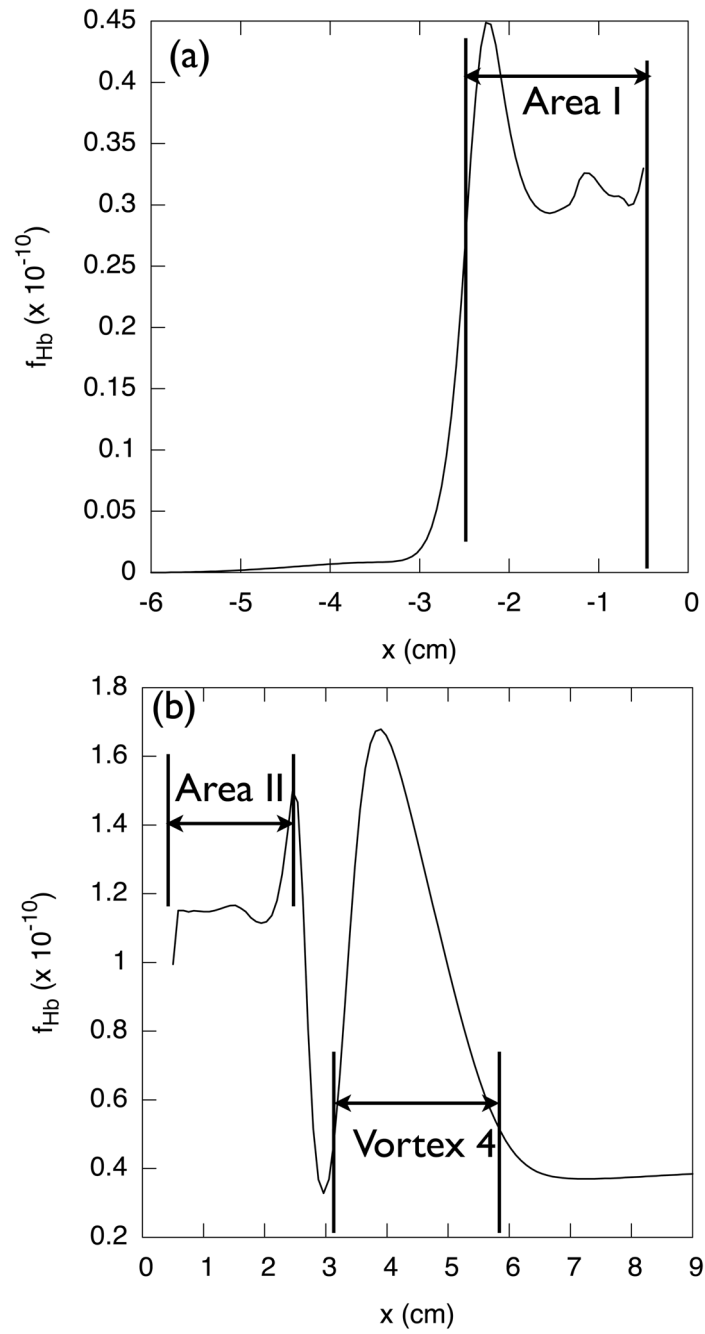 (a)
Area I
0.45
0.4
0.35
0.3
0.25
0.2
0.15
0.1
0.05
0
f_Hb (x 10^-10)
-6 -5 -4 -3 -2 -1 0
x (cm)
(b)
Area II
Vortex 4
1.8
1.6
1.4
1.2
1
0.8
0.6
0.4
0.2
f_Hb (x 10^-10)
0 1 2 3 4 5 6 7 8 9
x (cm)